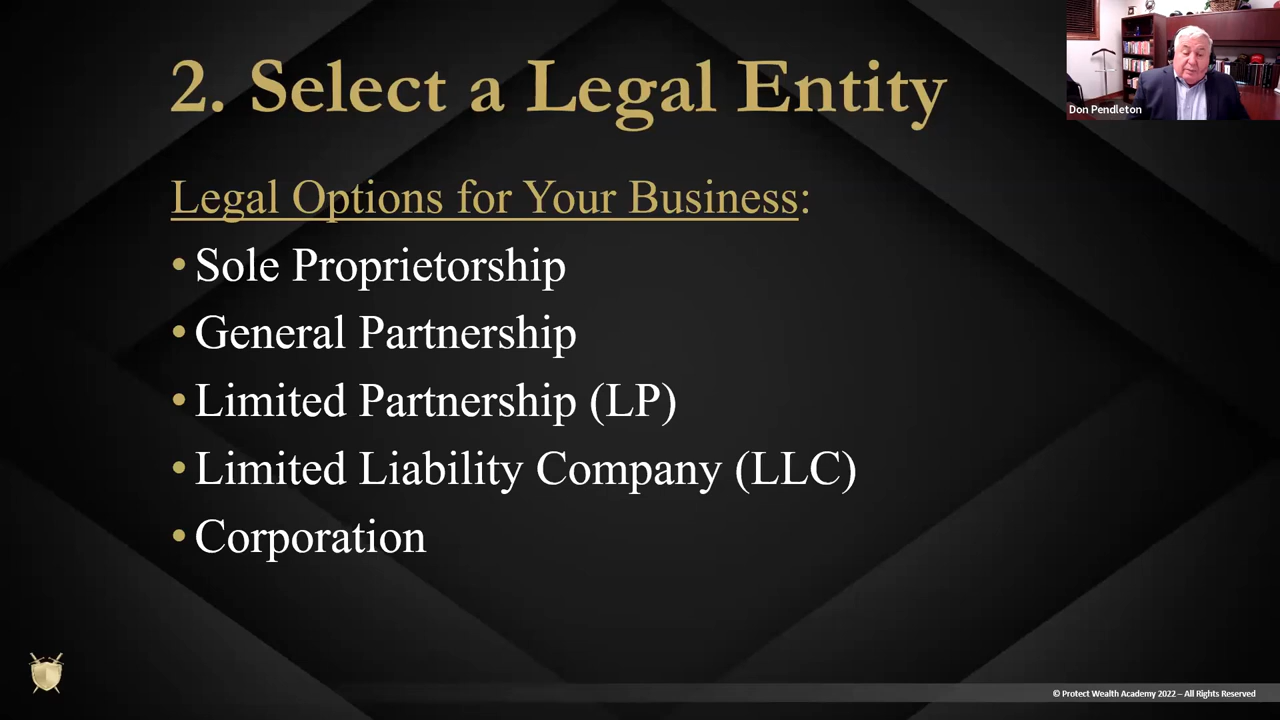 2. Select a Legal Entity
Don Pendleton
Legal Options for Your Business:
• Sole Proprietorship
• General Partnership
• Limited Partnership (LP)
• Limited Liability Company (LLC)
• Corporation
© Protect Wealth Academy 2022 – All Rights Reserved